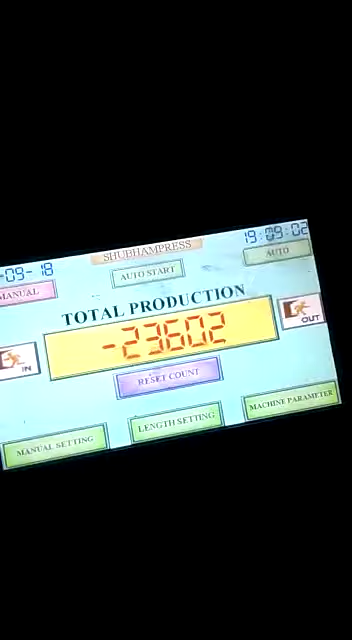 -09-18
SHUBHAMPRESS
19:09:02
MANUAL
AUTO START
AUTO
TOTAL PRODUCTION
-23602
IN
OUT
RESET COUNT
MANUAL SETTING
LENGTH SETTING
MACHINE PARAMETER